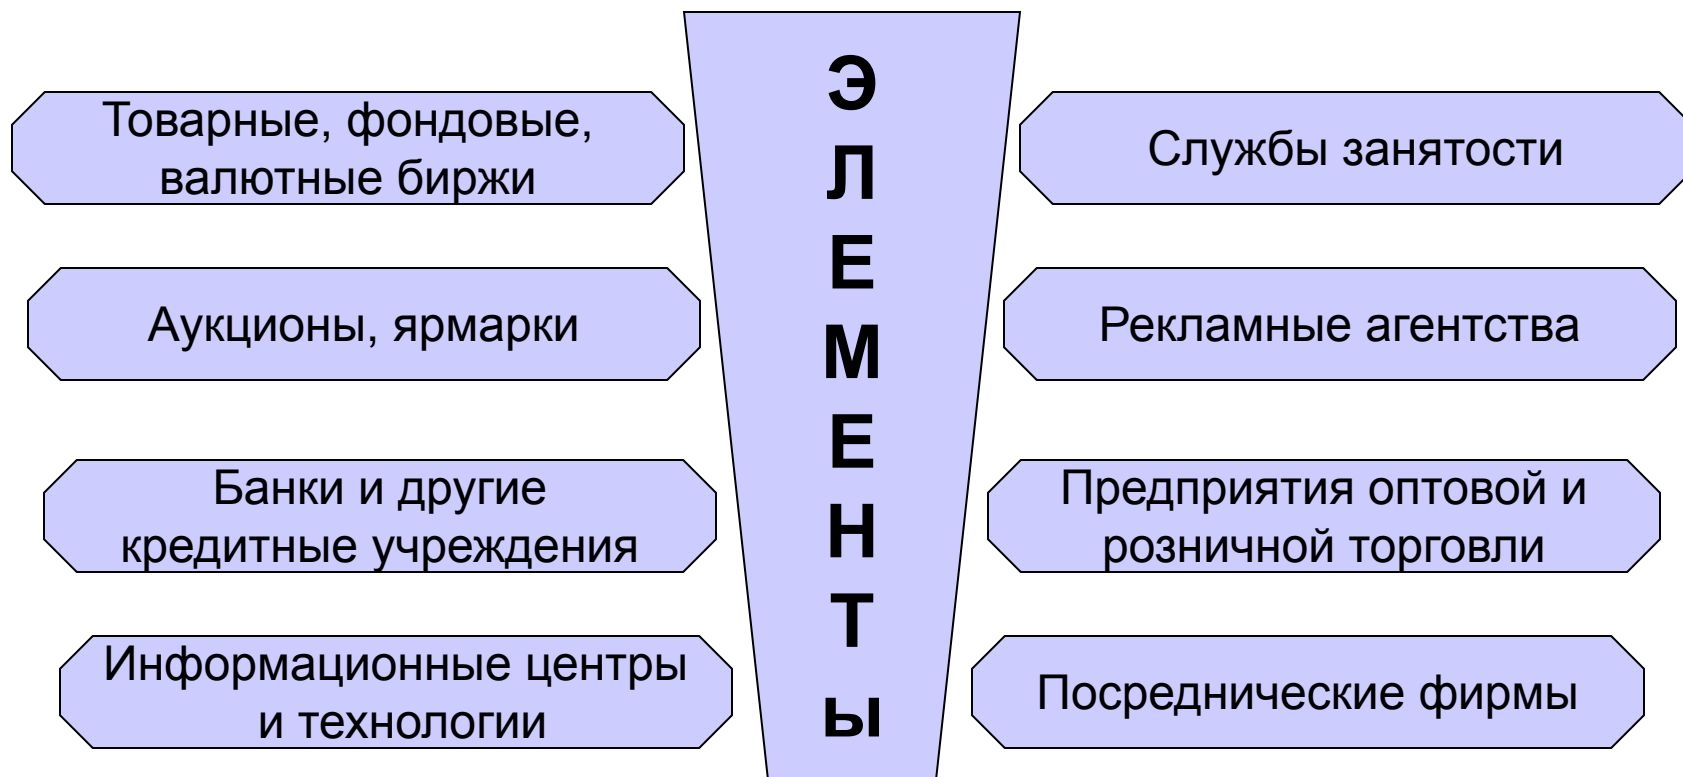 Товарные, фондовые,
валютные биржи
Аукционы, ярмарки
Банки и другие
кредитные учреждения
Информационные центры
и технологии
Э
Л
Е
М
Е
Н
Т
Ы
Службы занятости
Рекламные агентства
Предприятия оптовой и
розничной торговли
Посреднические фирмы